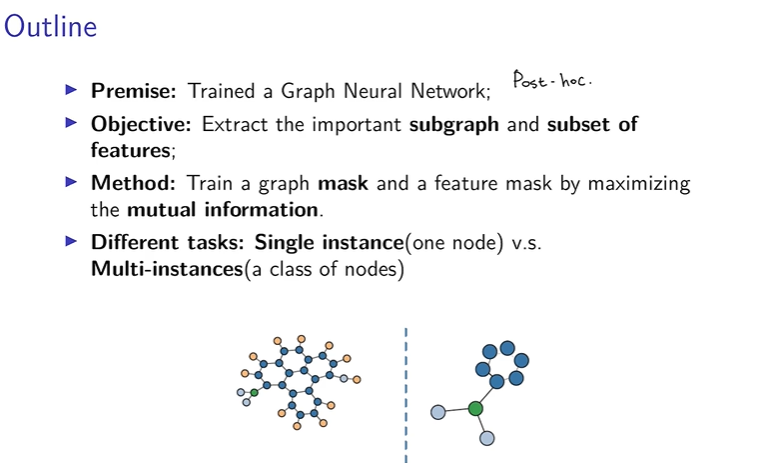 Outline
Premise: Trained a Graph Neural Network; Post-hoc.
Objective: Extract the important subgraph and subset of
features;
Method: Train a graph mask and a feature mask by maximizing
the mutual information.
Different tasks: Single instance(one node) v.s.
Multi-instances(a class of nodes)